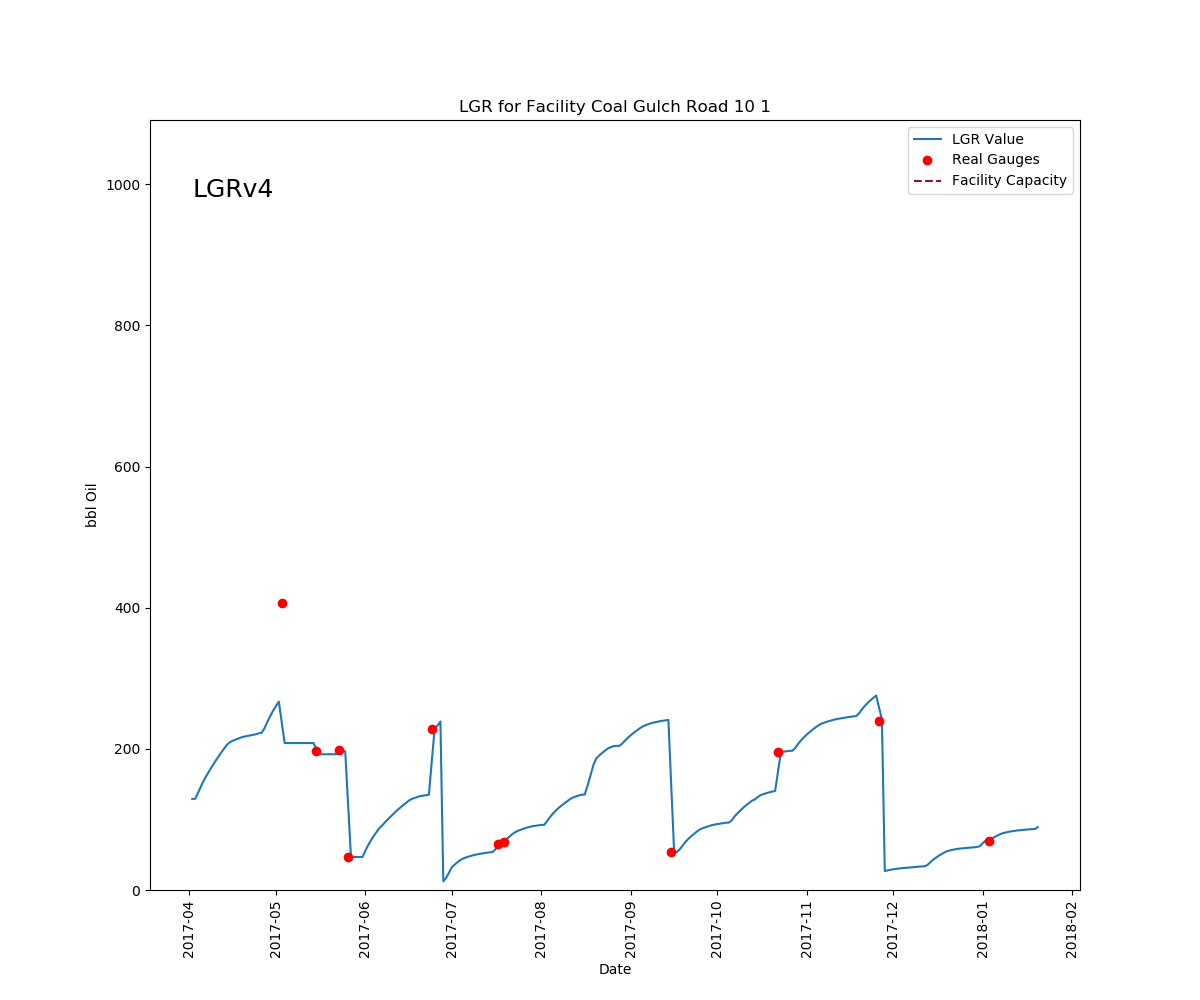 LGR for Facility Coal Gulch Road 10 1
LGRv4
LGR Value
Real Gauges
Facility Capacity
1000
800
600
400
200
0
bbl Oil
2017-04
2017-05
2017-06
2017-07
2017-08
2017-09
2017-10
2017-11
2017-12
2018-01
2018-02
Date